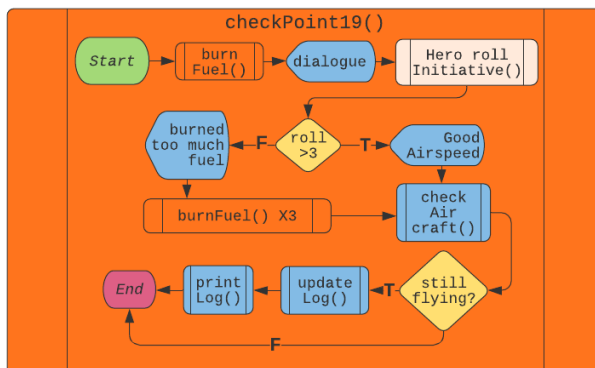 checkPoint19()
Start
burn
Fuel()
dialogue
Hero roll
Initiative()
roll
>3
F
T
burned
too much
fuel
Good
Airspeed
burnFuel() X3
check
Air
craft()
still
flying?
T
update
Log()
print
Log()
End
F